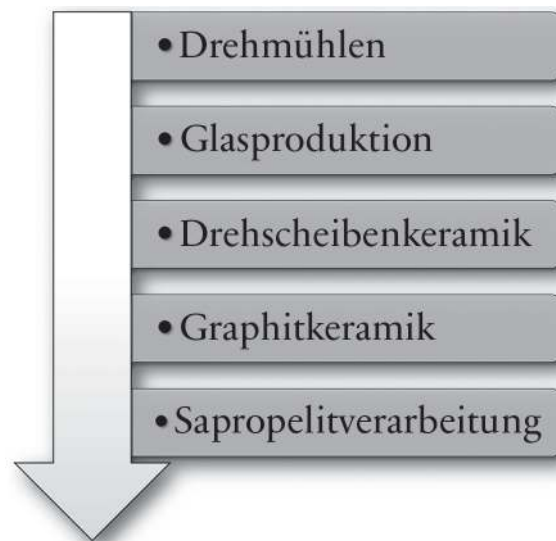 • Drehmühlen
• Glasproduktion
• Drehscheibenkeramik
• Graphitkeramik
• Sapropelitverarbeitung